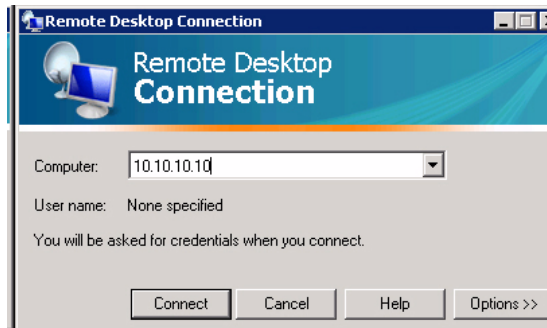 Remote Desktop Connection
Remote Desktop
Connection
Computer: 10.10.10.10
User name: None specified
You will be asked for credentials when you connect.
Connect Cancel Help Options >>